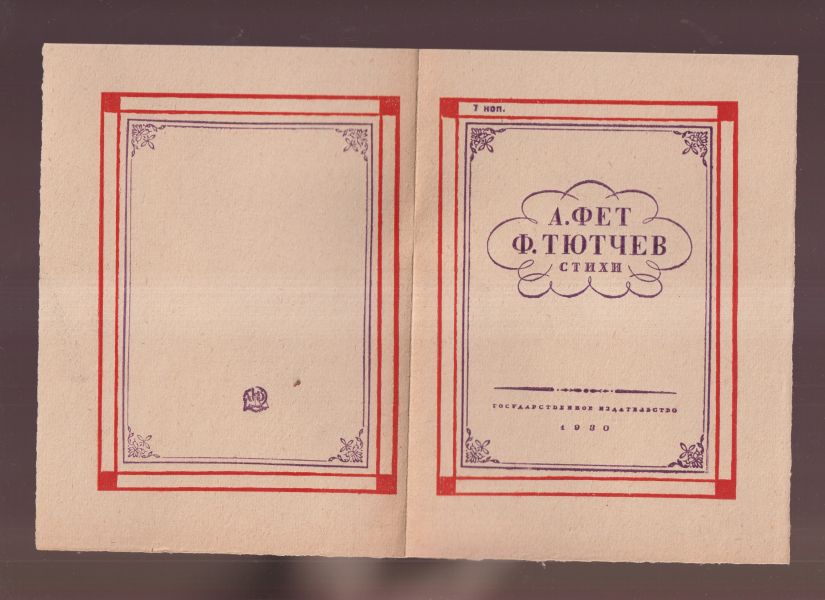 7 коп.
А. ФЕТ
Ф. ТЮТЧЕВ
СТИХИ
ГОСУДАРСТВЕННОЕ ИЗДАТЕЛЬСТВО
1930